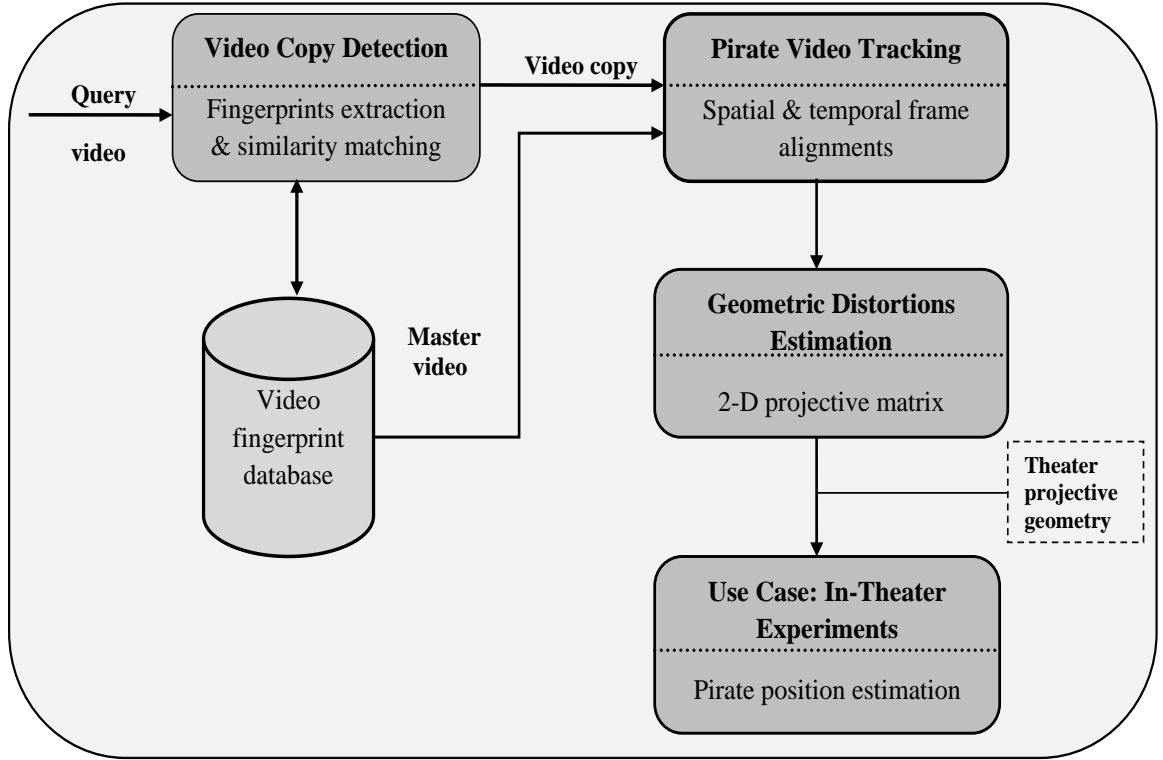 Query
video
Video Copy Detection
Fingerprints extraction
& similarity matching
Video copy
Pirate Video Tracking
Spatial & temporal frame
alignments
Master
video
Video
fingerprint
database
Geometric Distortions
Estimation
2-D projective matrix
Theater
projective
geometry
Use Case: In-Theater
Experiments
Pirate position estimation